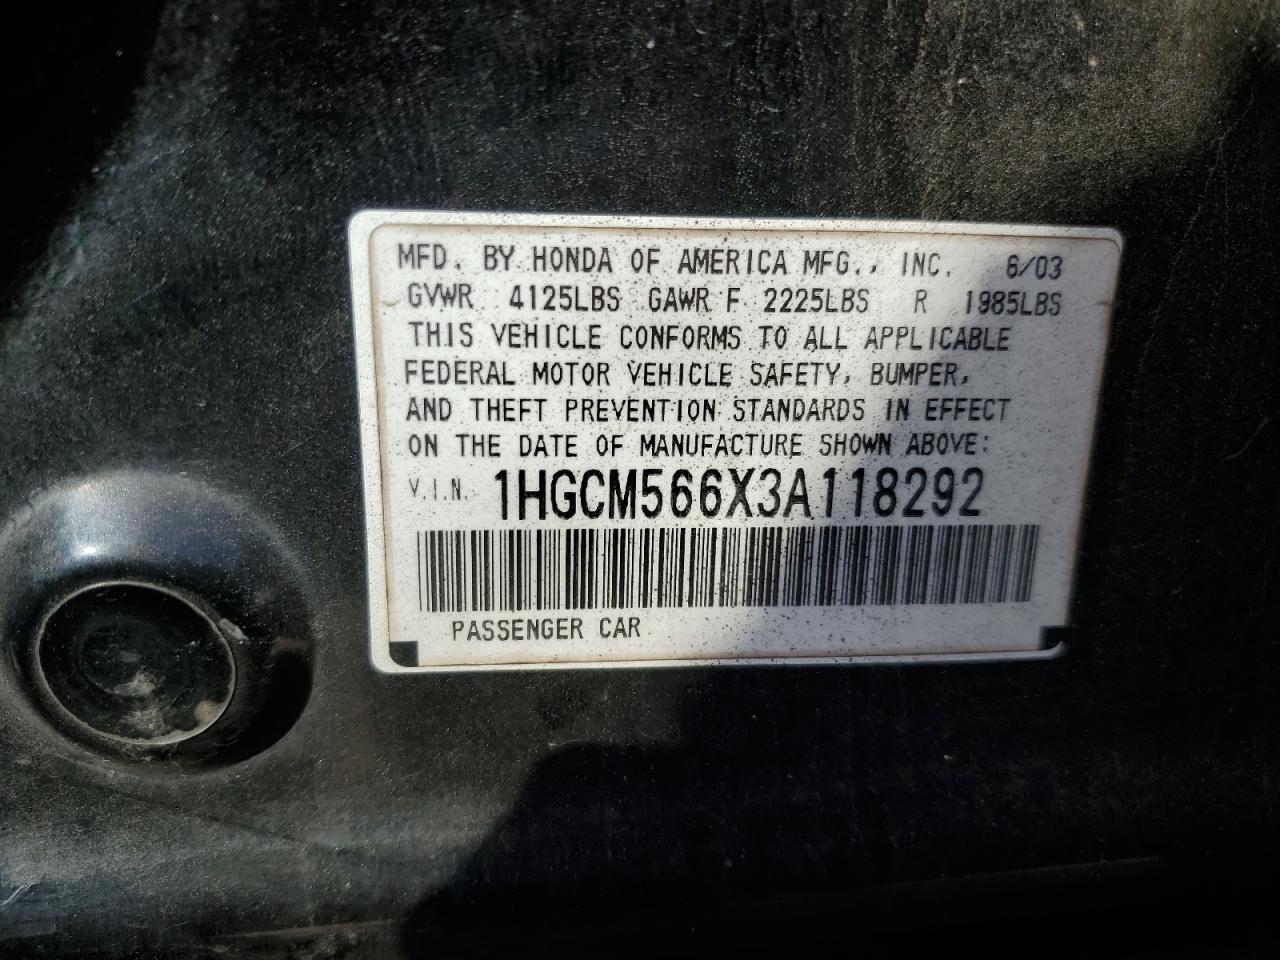 MFD. BY HONDA OF AMERICA MFG., INC. 6/03
GVWR 4125LBS GAWR F 2225LBS R 1985LBS
THIS VEHICLE CONFORMS TO ALL APPLICABLE
FEDERAL MOTOR VEHICLE SAFETY, BUMPER,
AND THEFT PREVENTION STANDARDS IN EFFECT
ON THE DATE OF MANUFACTURE SHOWN ABOVE:
V.I.N. 1HGCM566X3A118292
PASSENGER CAR